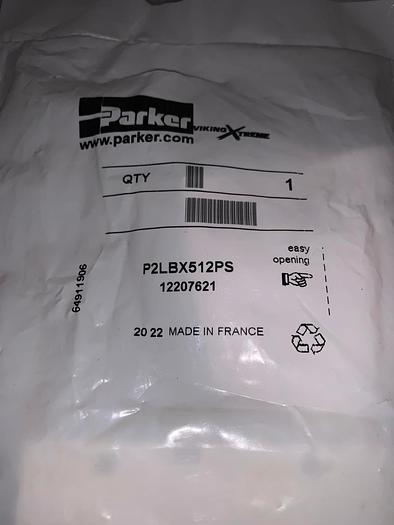 Parker VIKING XTREME
www.parker.com
QTY 1
easy
opening
P2LBX512PS
12207621
64911906
20 22 MADE IN FRANCE